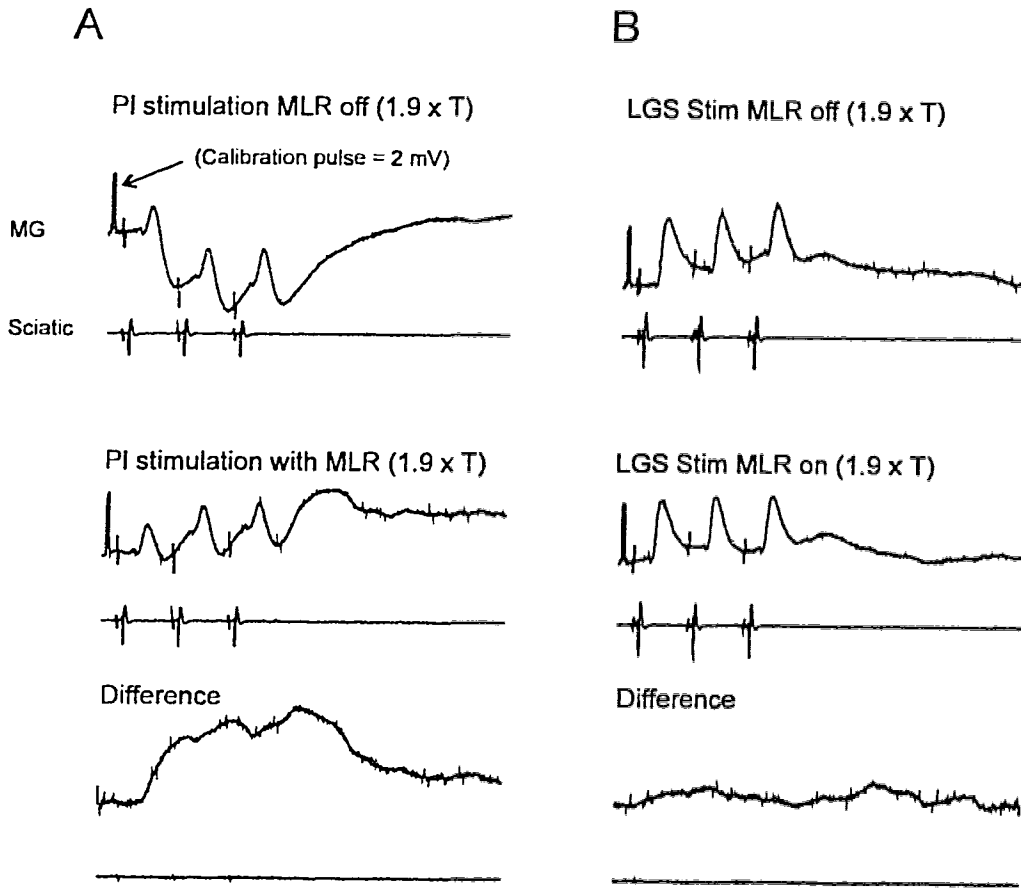 A
PI stimulation MLR off (1.9 x T)
(Calibration pulse = 2 mV)
MG
Sciatic
PI stimulation with MLR (1.9 x T)
Difference
B
LGS Stim MLR off (1.9 x T)
LGS Stim MLR on (1.9 x T)
Difference